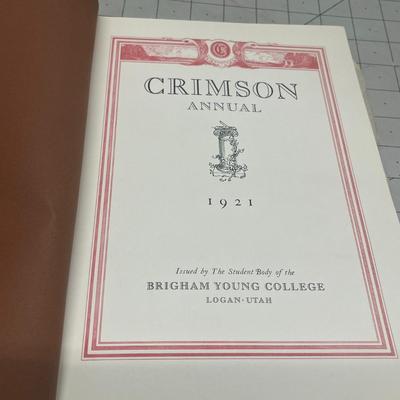 CRIMSON
ANNUAL
1921
Issued by The Student Body of the
BRIGHAM YOUNG COLLEGE
LOGAN·UTAH